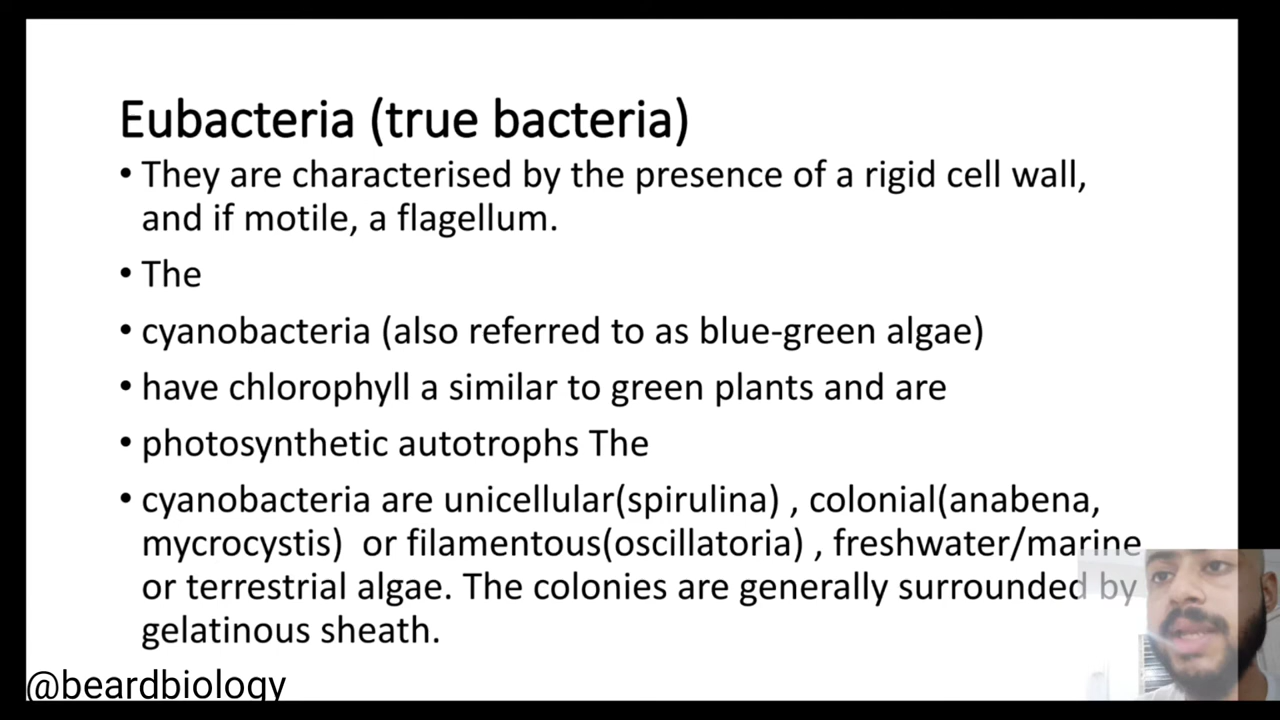 Eubacteria (true bacteria)
• They are characterised by the presence of a rigid cell wall,
and if motile, a flagellum.
• The
• cyanobacteria (also referred to as blue-green algae)
• have chlorophyll a similar to green plants and are
• photosynthetic autotrophs The
• cyanobacteria are unicellular(spirulina) , colonial(anabena,
mycrocystis)  or filamentous(oscillatoria) , freshwater/marine
or terrestrial algae. The colonies are generally surrounded by
gelatinous sheath.
@beardbiology